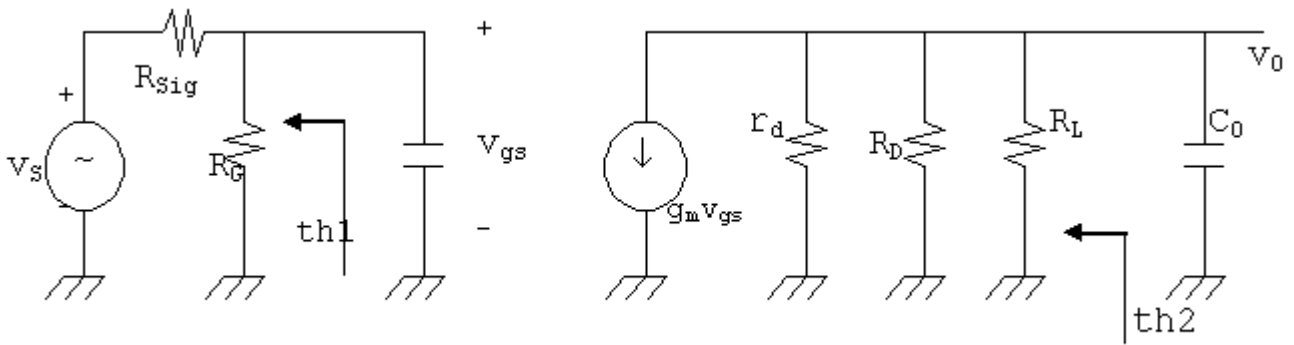 +
R_Sig
+
v_S
~
-
R_G
th1
v_gs
-
g_m v_gs
r_d
R_D
R_L
C_0
v_0
th2